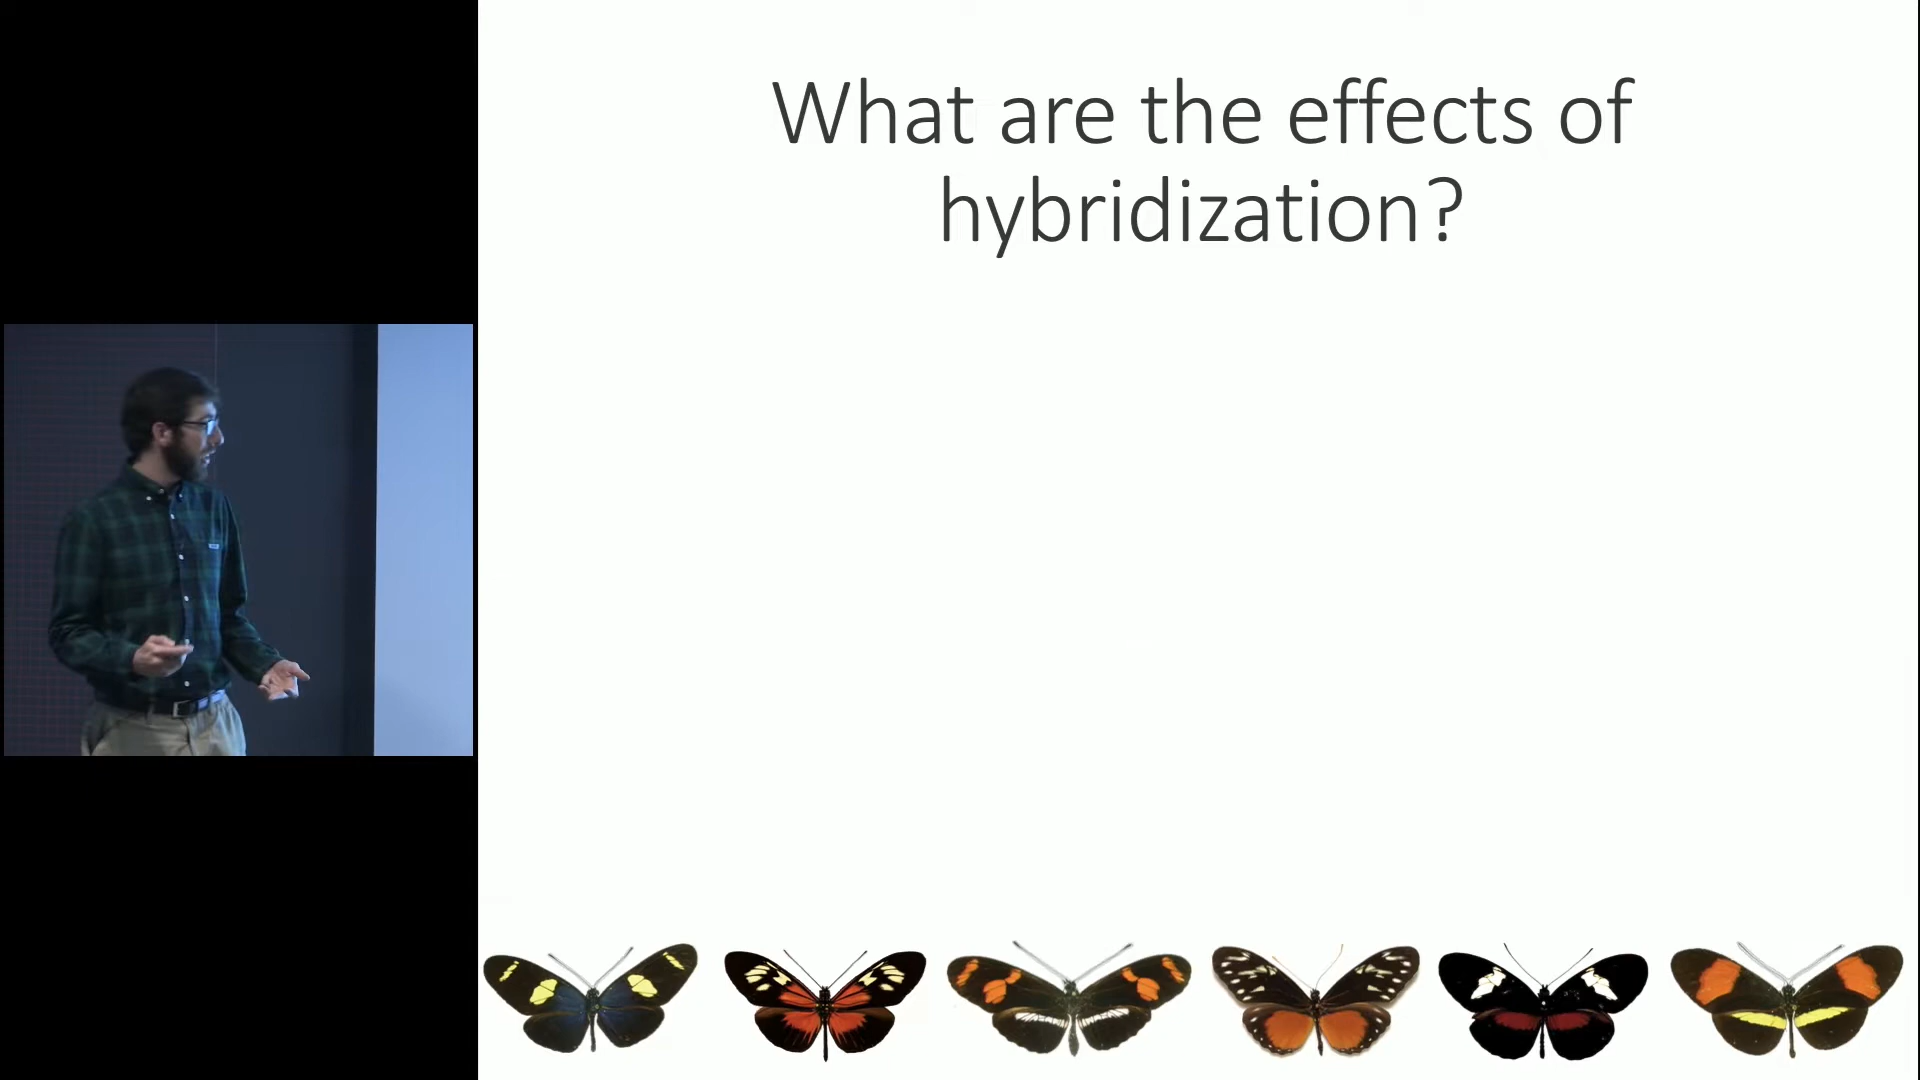 What are the effects of
hybridization?